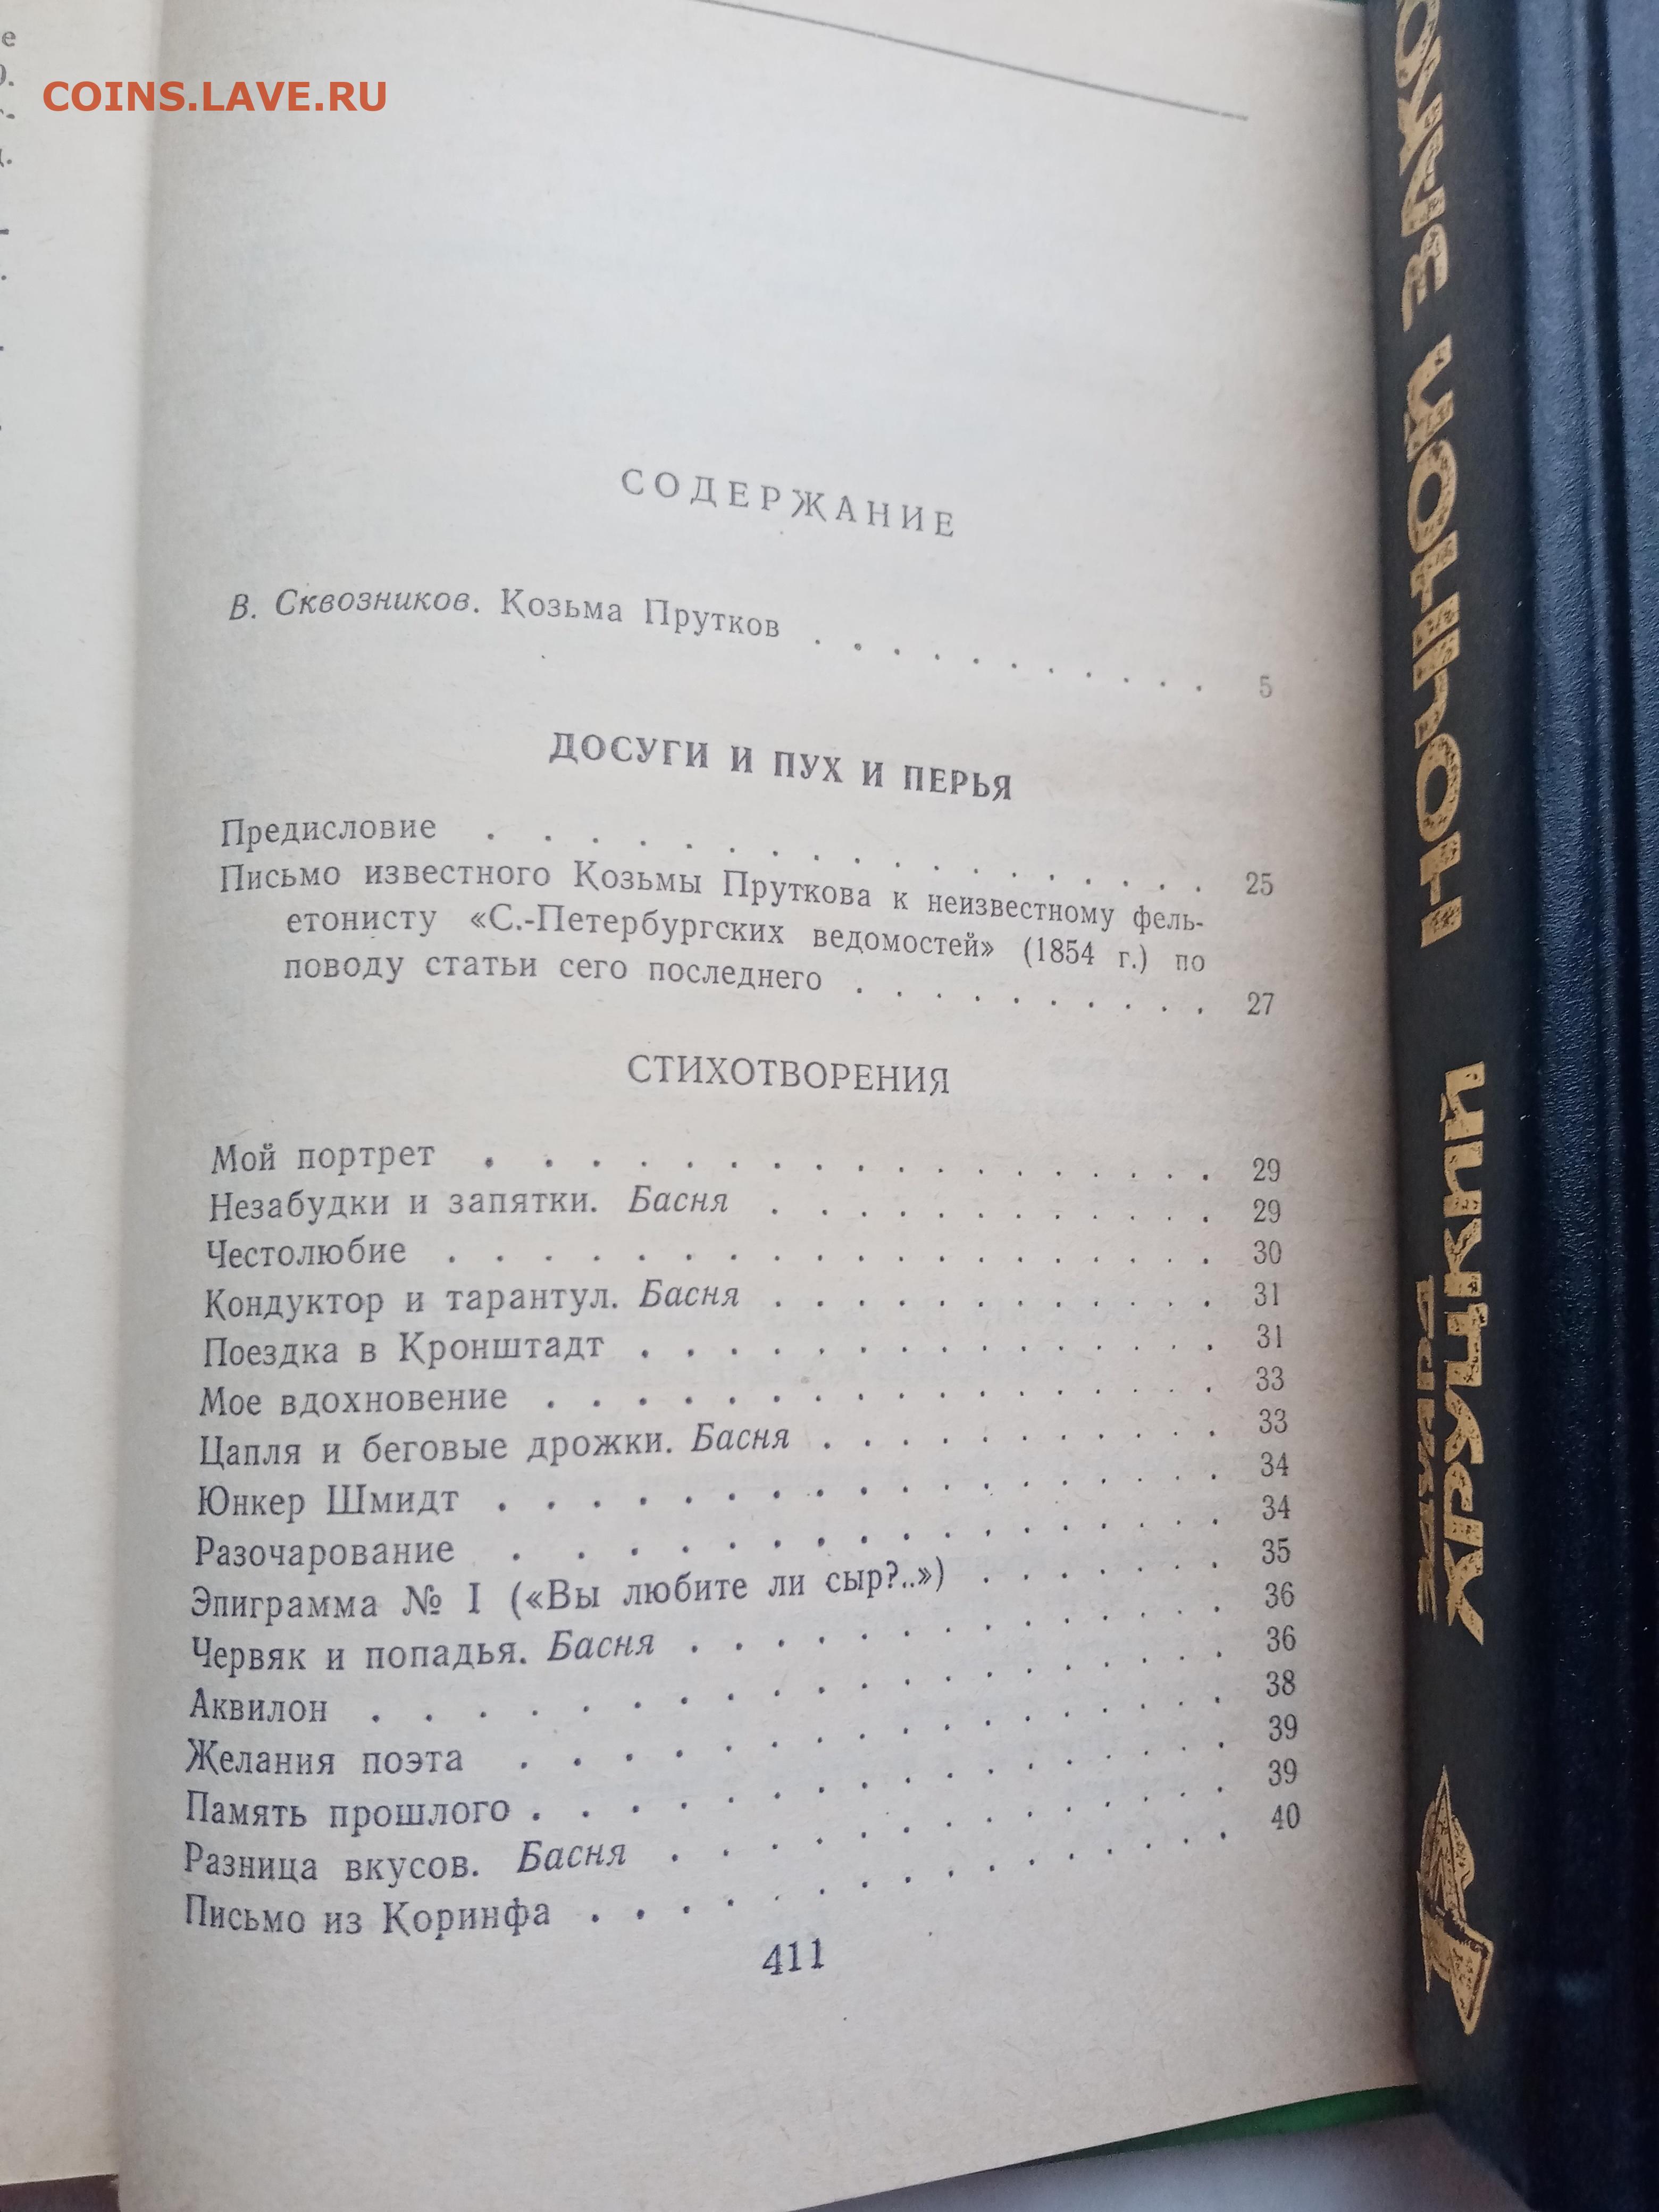 COINS.LAVE.RU
СОДЕРЖАНИЕ
В. Сквозников. Козьма Прутков . . . . . . . . . . . 5
ДОСУГИ И ПУХ И ПЕРЬЯ
Предисловие . . . . . . . . . . . . . . . 25
Письмо известного Козьмы Пруткова к неизвестному фель-
етонисту «С.-Петербургских ведомостей» (1854 г.) по
поводу статьи сего последнего . . . . . . . . . . 27
СТИХОТВОРЕНИЯ
Мой портрет . . . . . . . . . . . . . . . . 29
Незабудки и запятки. Басня . . . . . . . . . . . 29
Честолюбие . . . . . . . . . . . . . . . . 30
Кондуктор и тарантул. Басня . . . . . . . . . . . 31
Поездка в Кронштадт . . . . . . . . . . . . . 31
Мое вдохновение . . . . . . . . . . . . . . . 33
Цапля и беговые дрожки. Басня . . . . . . . . . . 33
Юнкер Шмидт . . . . . . . . . . . . . . . 34
Разочарование . . . . . . . . . . . . . . . 34
Эпиграмма № I («Вы любите ли сыр?..») . . . . . . . 35
Червяк и попадья. Басня . . . . . . . . . . . . . 36
Аквилон . . . . . . . . . . . . . . . . . 36
Желания поэта . . . . . . . . . . . . . . . 38
Память прошлого . . . . . . . . . . . . . . . 39
Разница вкусов. Басня . . . . . . . . . . . . 39
Письмо из Коринфа . . . . . . . . . . . . . . 40
411
ХРУЦКИЙ
НОЧНОЙ